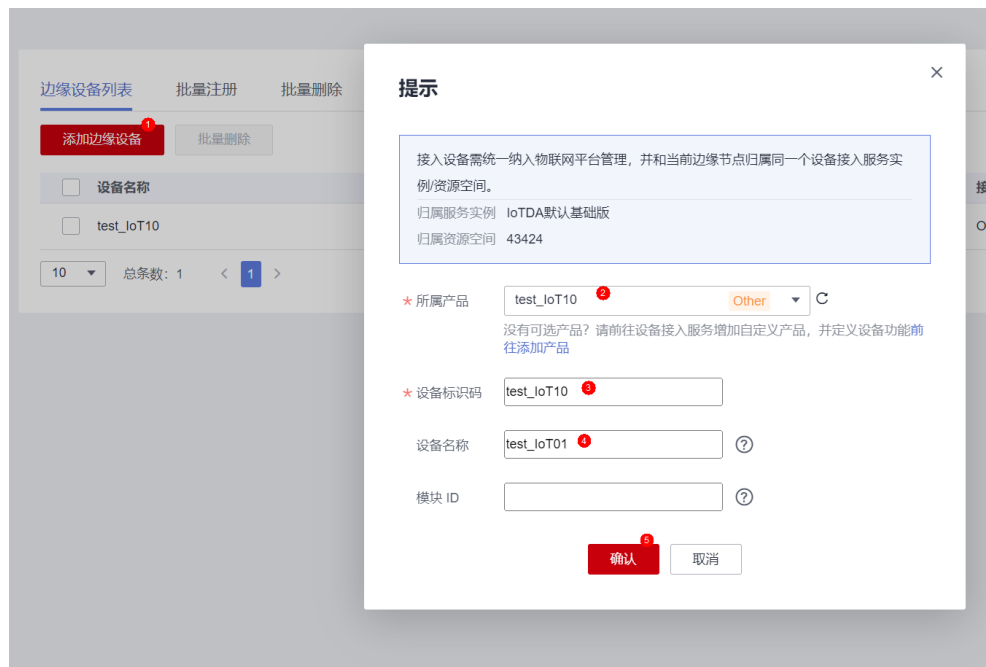 边缘设备列表 批量注册 批量删除
添加边缘设备 1 批量删除
设备名称
test_IoT10
10 总条数：1 < 1 >
接
O
提示
接入设备需统一纳入物联网平台管理，并和当前边缘节点归属同一个设备接入服务实
例/资源空间。
归属服务实例 IoTDA默认基础版
归属资源空间 43424
* 所属产品 test_IoT10 2 Other
没有可选产品？请前往设备接入服务增加自定义产品，并定义设备功能前
往添加产品
* 设备标识码 test_IoT10 3
设备名称 test_IoT01 4 ?
模块 ID ?
确认 5 取消